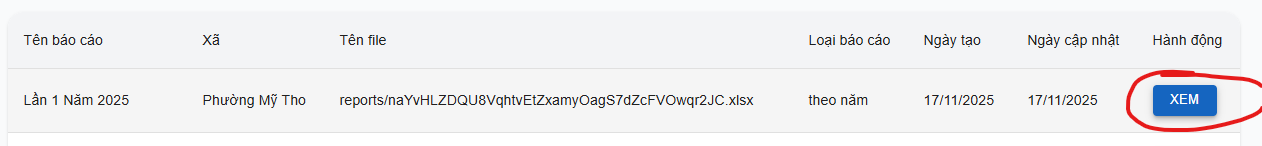 Tên báo cáo Xã Tên file Loại báo cáo Ngày tạo Ngày cập nhật Hành động
Lần 1 Năm 2025 Phường Mỹ Tho reports/naYvHLZDQU8VqhtvEtZxamyOagS7dZcFVOwqr2JC.xlsx theo năm 17/11/2025 17/11/2025 XEM